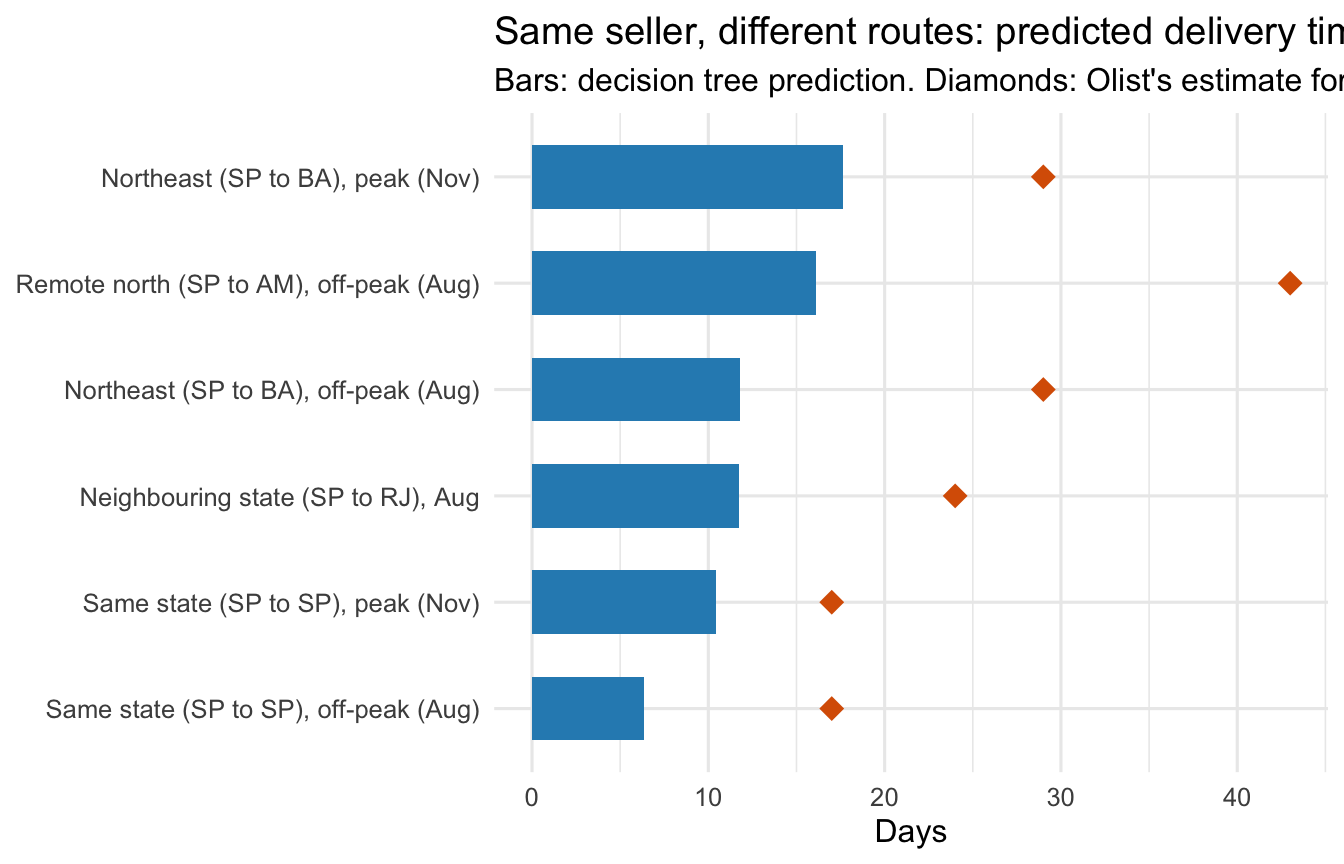 Same seller, different routes: predicted delivery
Bars: decision tree prediction. Diamonds: Olist's estimate
Northeast (SP to BA), peak (Nov)
Remote north (SP to AM), off-peak (Aug)
Northeast (SP to BA), off-peak (Aug)
Neighbouring state (SP to RJ), Aug
Same state (SP to SP), peak (Nov)
Same state (SP to SP), off-peak (Aug)
0 10 20 30 40
Days